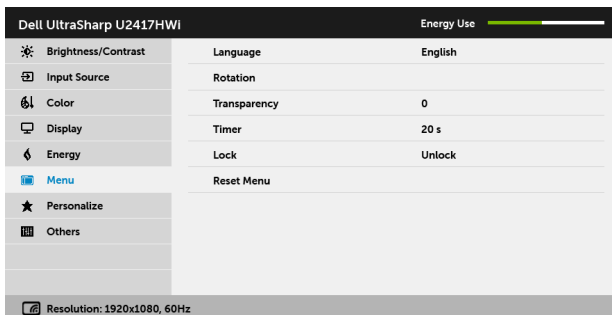 Dell UltraSharp U2417HWi
Energy Use
Brightness/Contrast
Language English
Input Source
Rotation
Color
Transparency 0
Display
Timer 20 s
Energy
Lock Unlock
Menu
Reset Menu
Personalize
Others
Resolution: 1920x1080, 60Hz